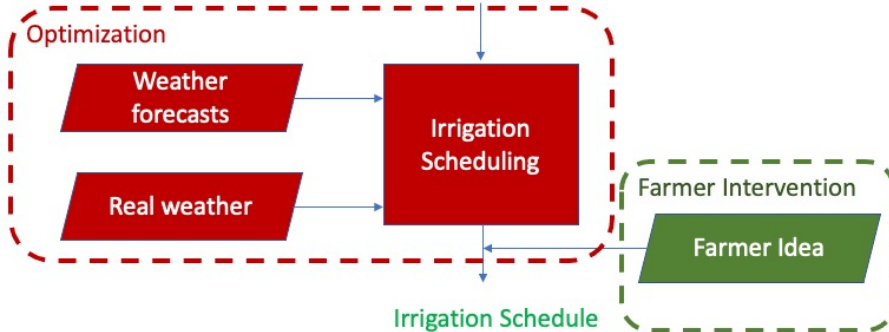 Optimization
Weather
forecasts
Irrigation
Scheduling
Real weather
Farmer Intervention
Farmer Idea
Irrigation Schedule